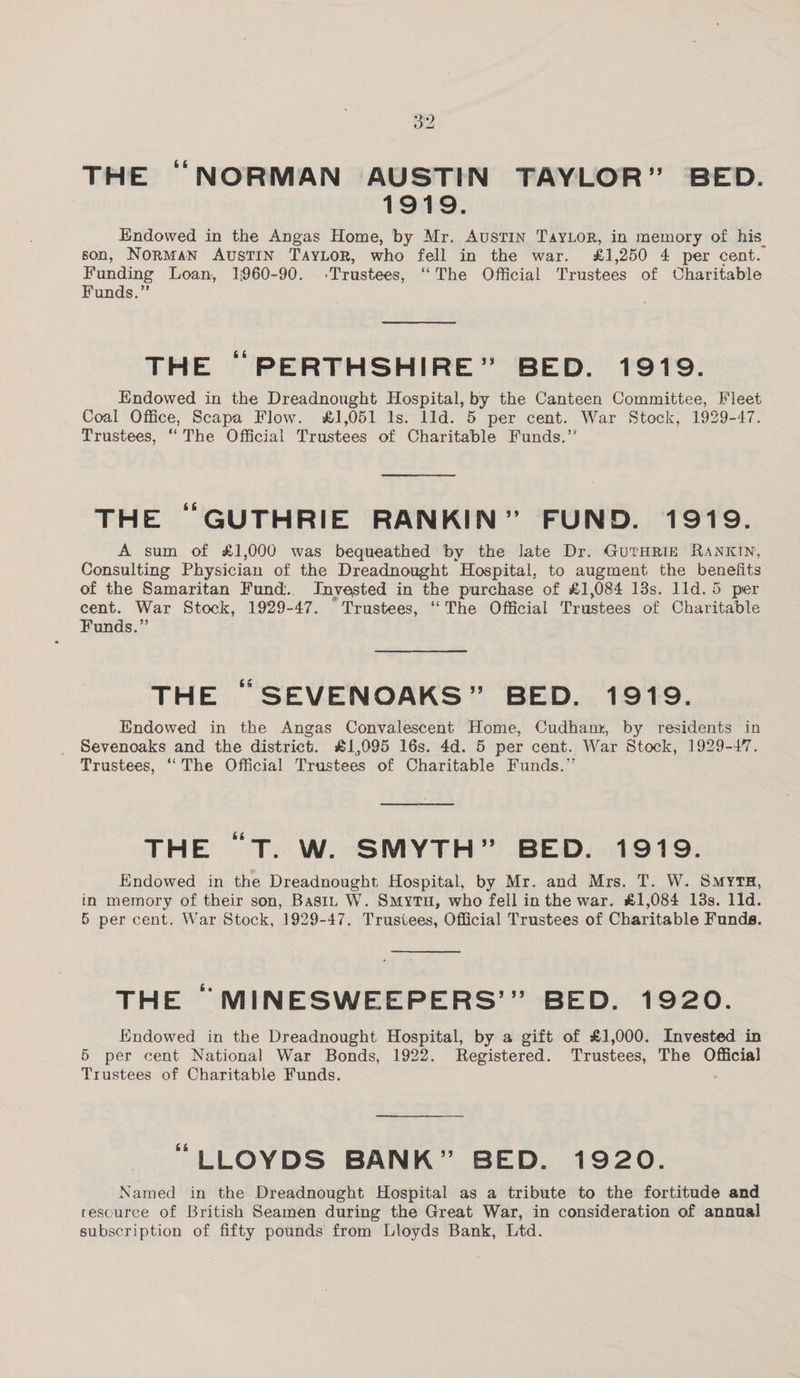 32
THE “NORMAN AUSTIN TAYLOR” BED.
1919.
Endowed in the Angas Home, by Mr. AUSTIN TAYLOR, in memory of his
son, NORMAN AUSTIN TAYLOR, who fell in the war. £1,250 4 per cent.
Funding Loan, 1960-90. Trustees, “The Official Trustees of Charitable
Funds.”
THE “PERTHSHIRE” BED. 1919.
Endowed in the Dreadnought Hospital, by the Canteen Committee, Fleet
Coal Office, Scapa Flow. £1,051 1s. 11d. 5 per cent. War Stock, 1929-47.
Trustees, “The Official Trustees of Charitable Funds.”
THE “GUTHRIE RANKIN” FUND. 1919.
A sum of £1,000 was bequeathed by the late Dr. GUTHRIE RANKIN,
Consulting Physician of the Dreadnought Hospital, to augment the benefits
of the Samaritan Fund. Invested in the purchase of £1,084 13s. 11d. 5 per
cent. War Stock, 1929-47. Trustees, “The Official Trustees of Charitable
Funds.”
THE “SEVENOAKS” BED. 1919.
Endowed in the Angas Convalescent Home, Cudham, by residents in
Sevenoaks and the district. £1,095 16s. 4d. 5 per cent. War Stock, 1929-47.
Trustees, “The Official Trustees of Charitable Funds.”
THE “T. W. SMYTH” BED. 1919.
Endowed in the Dreadnought Hospital, by Mr. and Mrs. T. W. SMYTH,
in memory of their son, BASIL W. SMYTH, who fell in the war. £1,084 13s. 11d.
5 per cent. War Stock, 1929-47. Trustees, Official Trustees of Charitable Funds.
THE “MINESWEEPERS’” BED. 1920.
Endowed in the Dreadnought Hospital, by a gift of £1,000. Invested in
5 per cent National War Bonds, 1922. Registered. Trustees, The Official
Trustees of Charitable Funds.
“LLOYDS BANK” BED. 1920.
Named in the Dreadnought Hospital as a tribute to the fortitude and
resource of British Seamen during the Great War, in consideration of annual
subscription of fifty pounds from Lloyds Bank, Ltd.